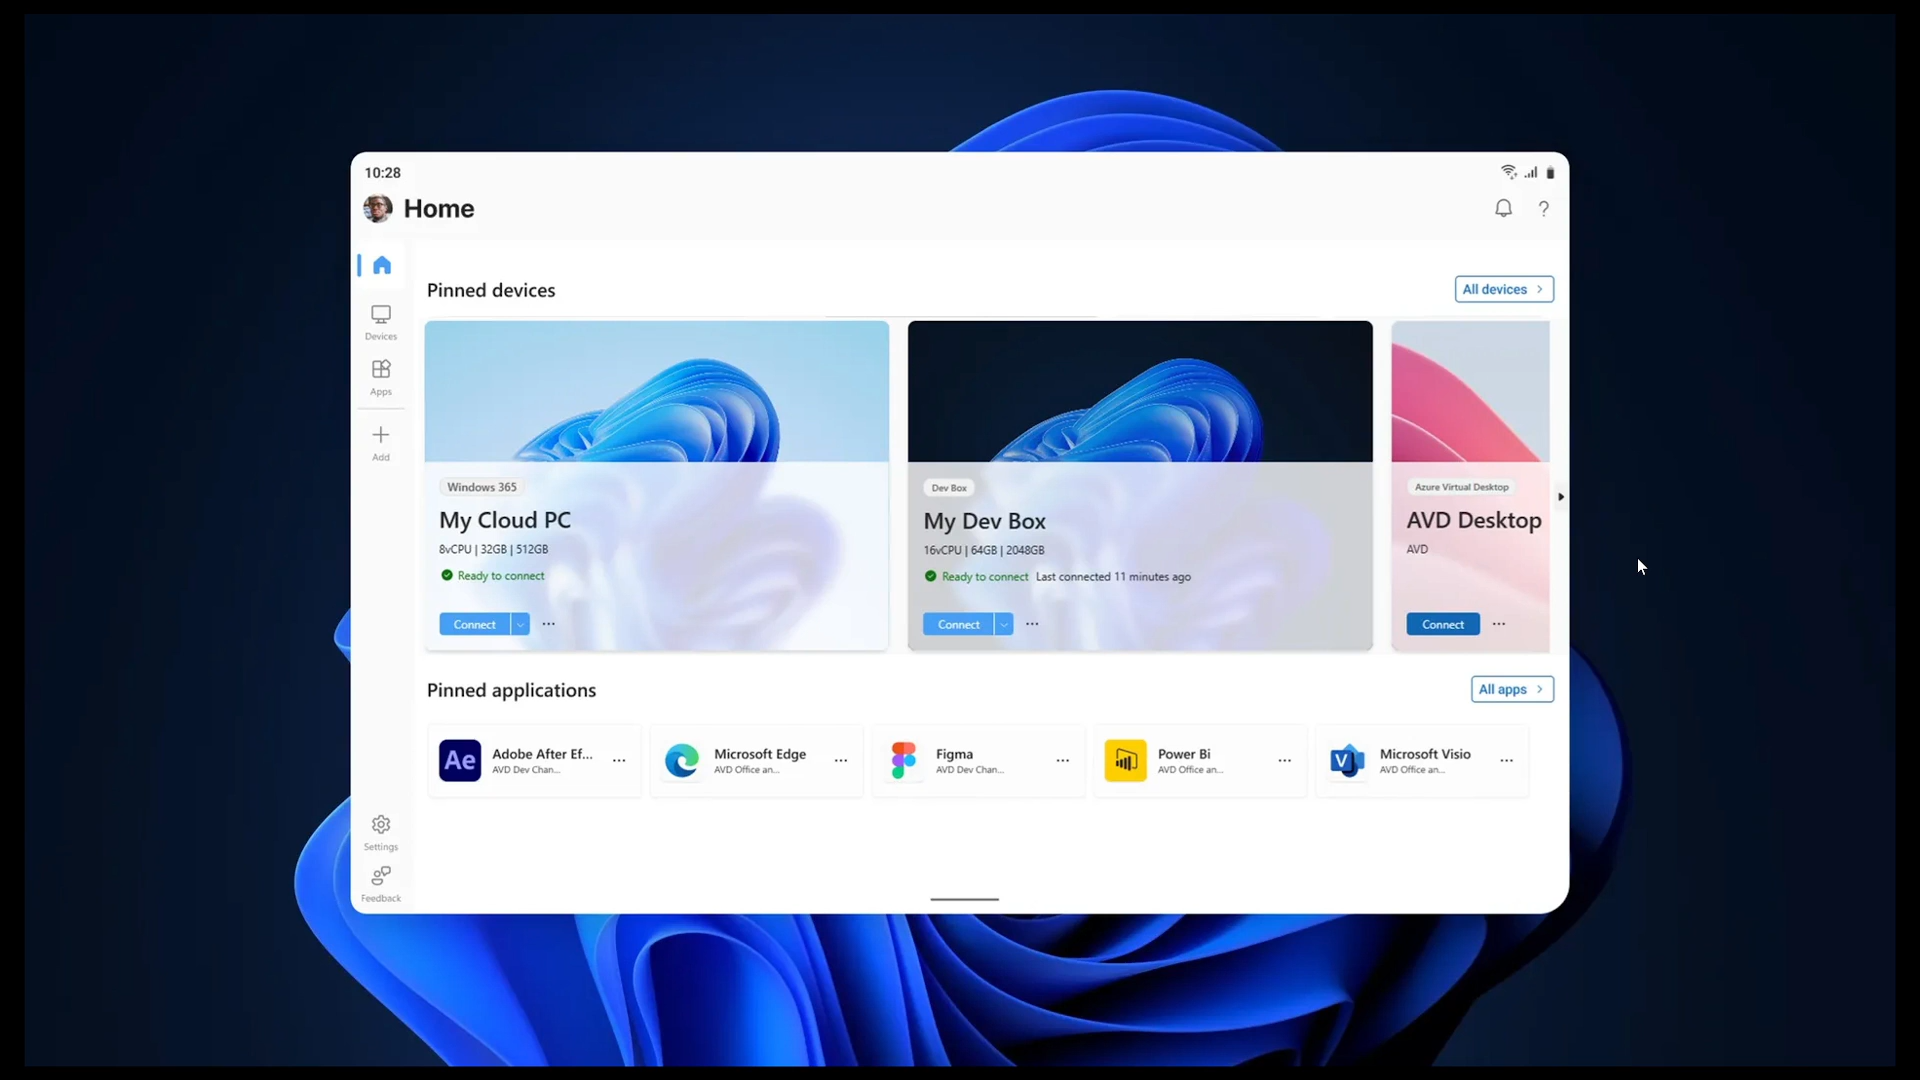 10:28
Home
?
Devices
Apps
Add
Settings
Feedback
Pinned devices
All devices
Windows 365
My Cloud PC
8vCPU | 32GB | 512GB
Ready to connect
Connect
Dev Box
My Dev Box
16vCPU | 64GB | 2048GB
Ready to connect Last connected 11 minutes ago
Connect
Azure Virtual Desktop
AVD Desktop
AVD
Connect
Pinned applications
All apps
Ae
Adobe After Ef...
AVD Dev Chan...
Microsoft Edge
AVD Office an...
Figma
AVD Dev Chan...
Power Bi
AVD Office an...
V
Microsoft Visio
AVD Office an...